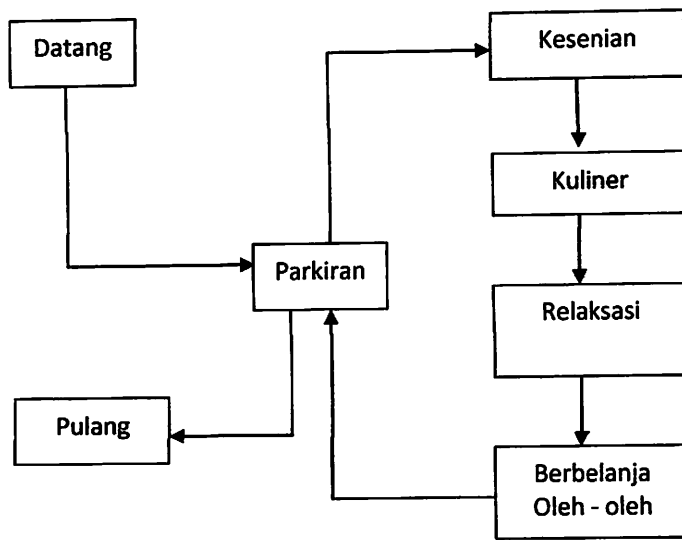 Datang
Kesenian
Kuliner
Parkiran
Relaksasi
Pulang
Berbelanja
Oleh - oleh